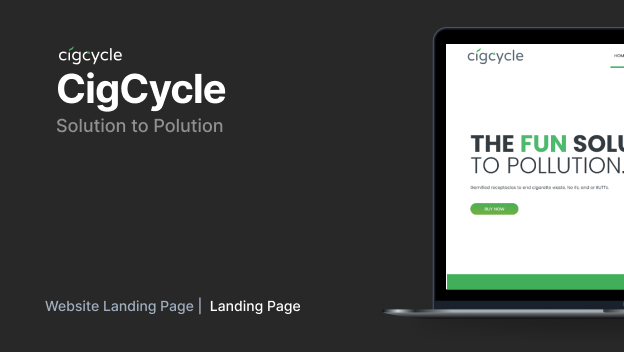 cigcycle
CigCycle
Solution to Polution
Website Landing Page | Landing Page
cigcycle
HOM
THE FUN SOLU
TO POLLUTION.
Gamified receptacles to end cigarette waste. No ifs, and or BUTTs.
BUY NOW